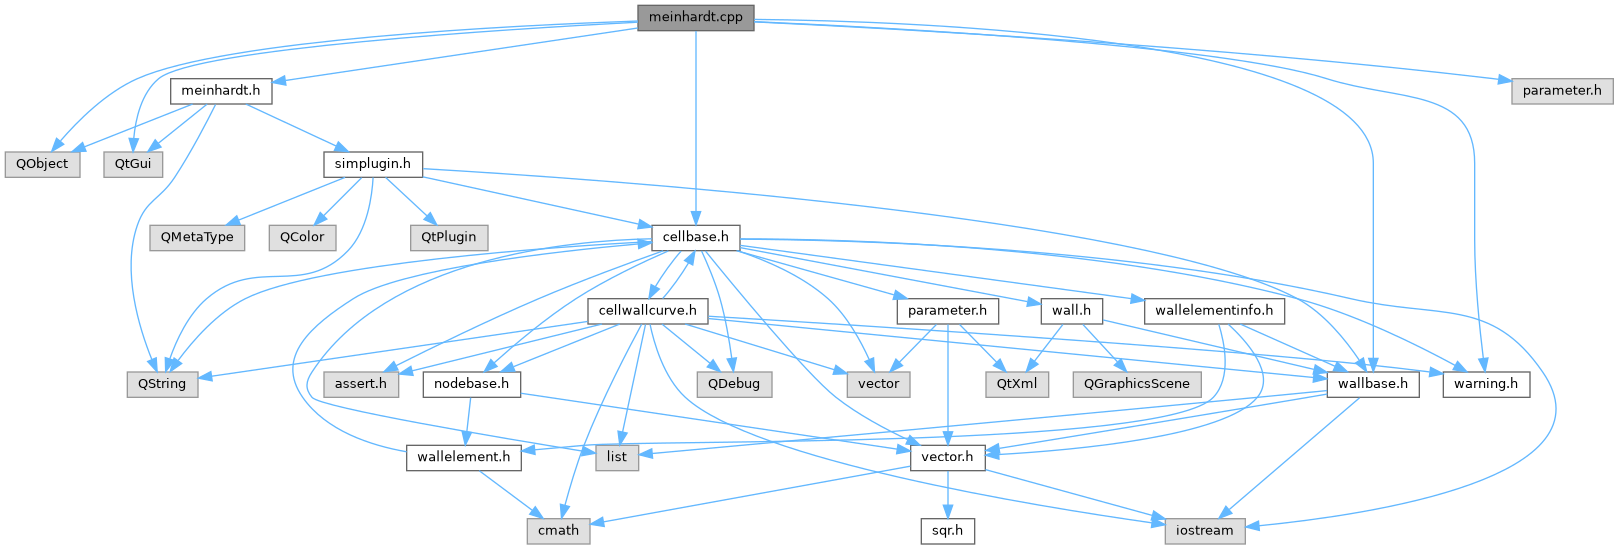 meinhardt.cpp
meinhardt.h
parameter.h
QObject
QtGui
simplugin.h
QMetaType
QColor
QtPlugin
cellbase.h
cellwallcurve.h
parameter.h
wall.h
wallelementinfo.h
QString
assert.h
nodebase.h
QDebug
vector
QtXml
QGraphicsScene
wallbase.h
warning.h
wallelement.h
list
vector.h
cmath
sqr.h
iostream